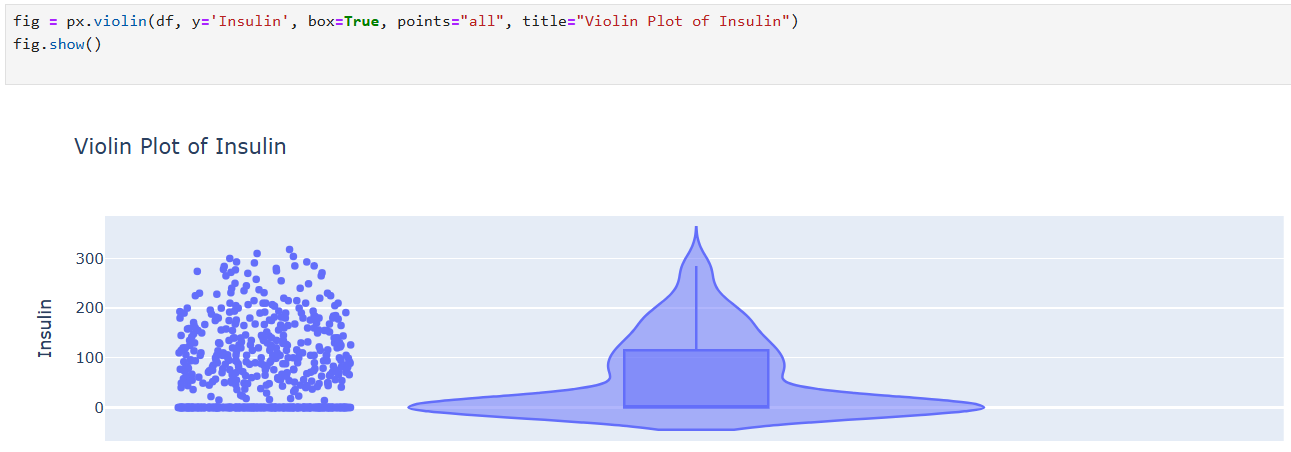 fig = px.violin(df, y='Insulin', box=True, points="all", title="Violin Plot of Insulin")
fig.show()
Violin Plot of Insulin
300
200
100
0
Insulin